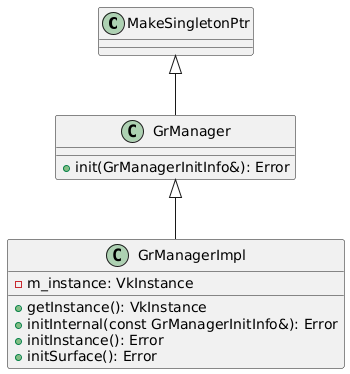 C MakeSingletonPtr
C GrManager
init(GrManagerInitInfo&): Error
C GrManagerImpl
m_instance: VkInstance
getInstance(): VkInstance
initInternal(const GrManagerInitInfo&): Error
initInstance(): Error
initSurface(): Error